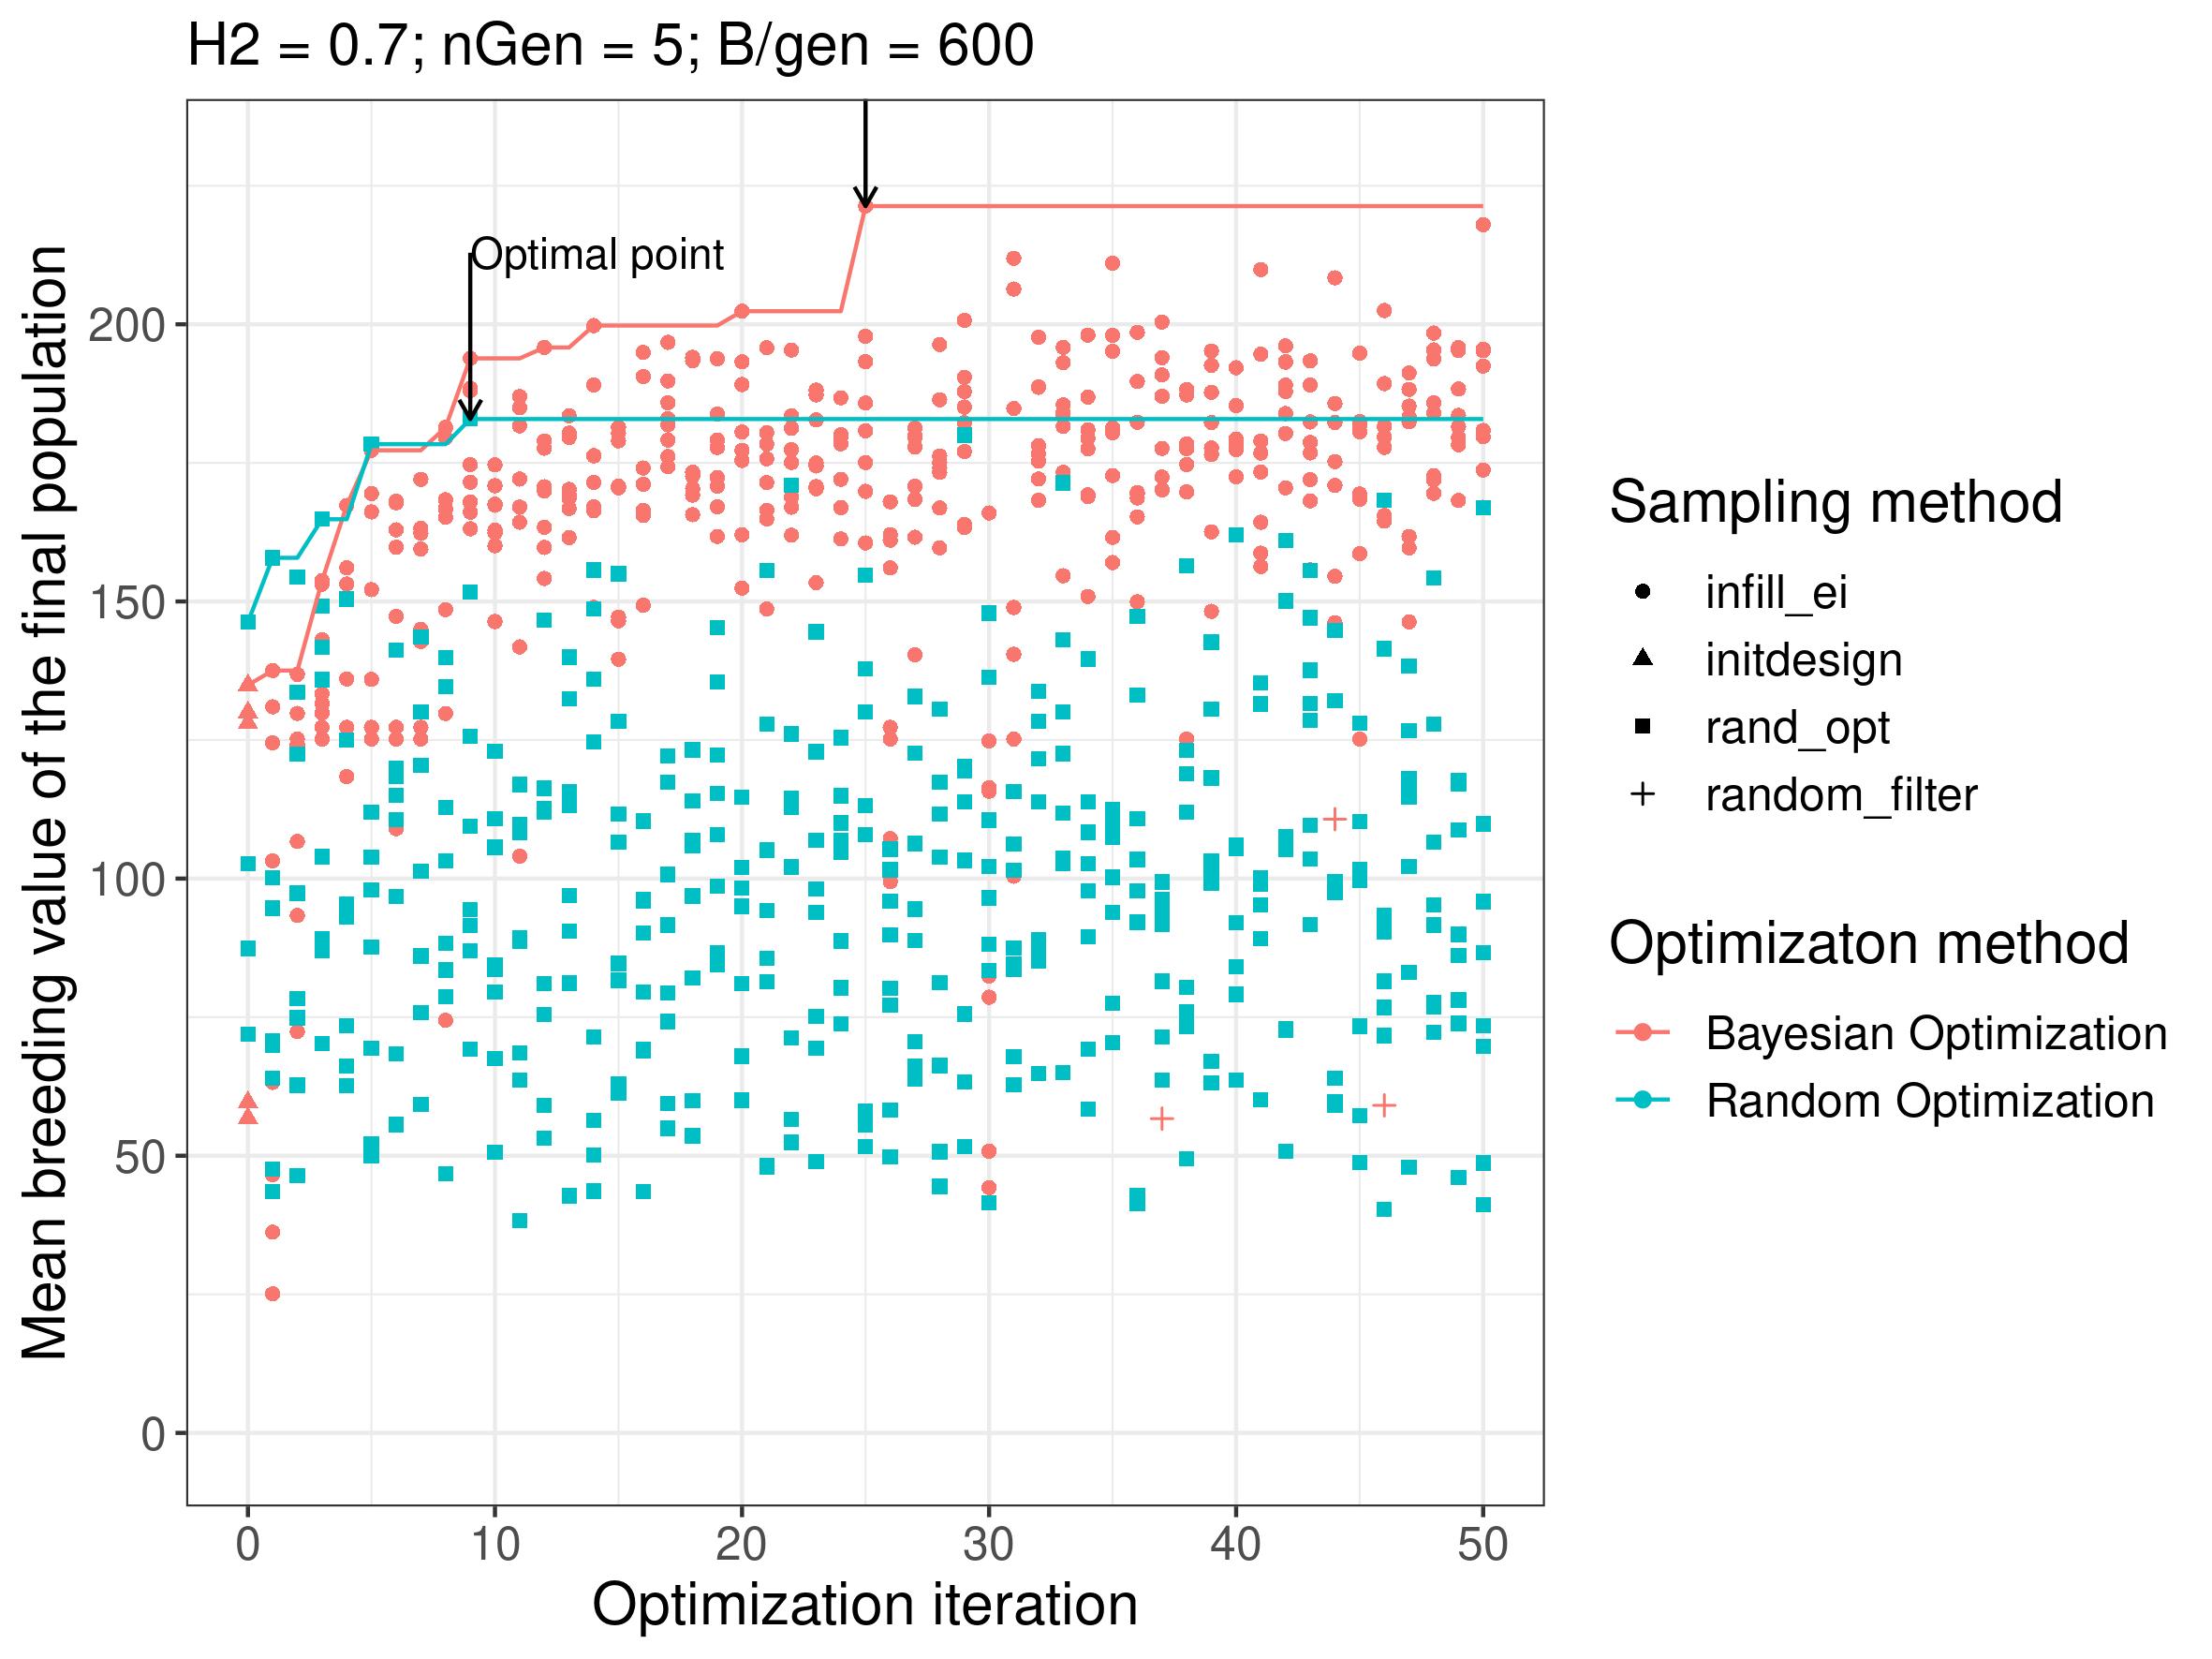 H2 = 0.7; nGen = 5; B/gen = 600
Mean breeding value of the final population
200
150
100
50
0
Optimal point
0 10 20 30 40 50
Optimization iteration
Sampling method
infill_ei
initdesign
rand_opt
random_filter
Optimizaton method
Bayesian Optimization
Random Optimization